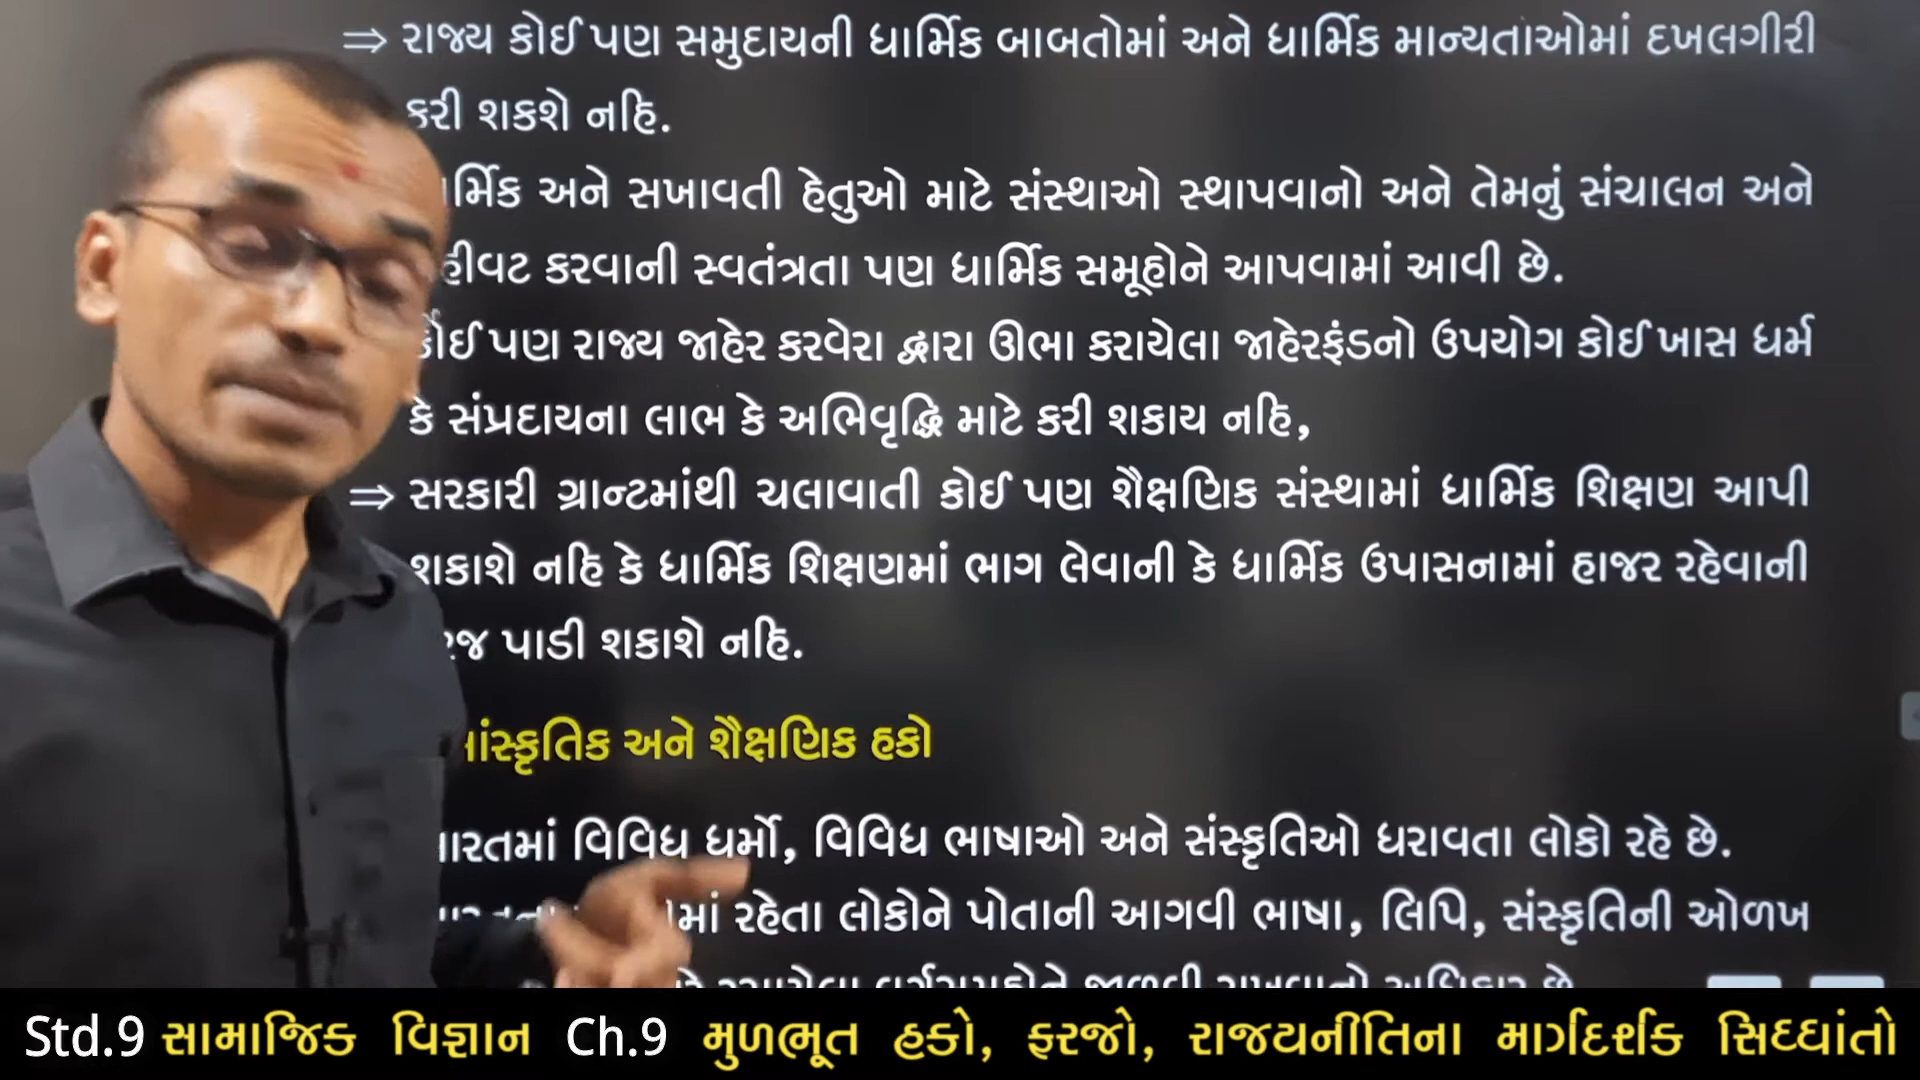 ⇒ રાજ્ય કોઈ પણ સમુદાયની ધાર્મિક બાબતોમાં અને ધાર્મિક માન્યતાઓમાં દખલગીરી
કરી શકશે નહિ.
અને સખાવતી હેતુઓ માટે સંસ્થાઓ સ્થાપવાનો અને તેમનું સંચાલન અને
કરવાની સ્વતંત્રતા પણ ધાર્મિક સમૂહોને આપવામાં આવી છે.
કોઈ પણ રાજ્ય જાહેર કરવેરા દ્વારા ઊભા કરાયેલા જાહેરફંડનો ઉપયોગ કોઈ ખાસ ધર્મ
કે સંપ્રદાયના લાભ કે અભિવૃદ્ધિ માટે કરી શકાય નહિ,
⇒ સરકારી ગ્રાન્ટમાંથી ચલાવાતી કોઈ પણ શૈક્ષણિક સંસ્થામાં ધાર્મિક શિક્ષણ આપી
શકાશે નહિ કે ધાર્મિક શિક્ષણમાં ભાગ લેવાની કે ધાર્મિક ઉપાસનામાં હાજર રહેવાની
પાડી શકાશે નહિ.
અને શૈક્ષણિક હકો
વિવિધ ધર્મો, વિવિધ ભાષાઓ અને સંસ્કૃતિઓ ધરાવતા લોકો રહે છે.
રહેતા લોકોને પોતાની આગવી ભાષા, લિપિ, સંસ્કૃતિની ઓળખ
Std.9 સામાજિક વિજ્ઞાન Ch.9 મુળભૂત હકો, ફરજો, રાજયનીતિના માર્ગદર્શક સિધ્ધાંતો